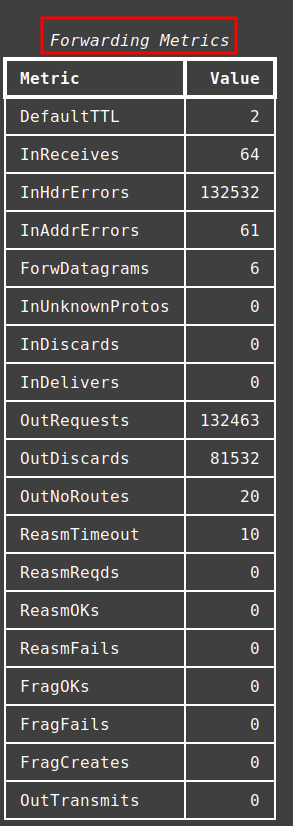 Forwarding Metrics
Metric Value
DefaultTTL 2
InReceives 64
InHdrErrors 132532
InAddrErrors 61
ForwDatagrams 6
InUnknownProtos 0
InDiscards 0
InDelivers 0
OutRequests 132463
OutDiscards 81532
OutNoRoutes 20
ReasmTimeout 10
ReasmReqds 0
ReasmOKs 0
ReasmFails 0
FragOKs 0
FragFails 0
FragCreates 0
OutTransmits 0